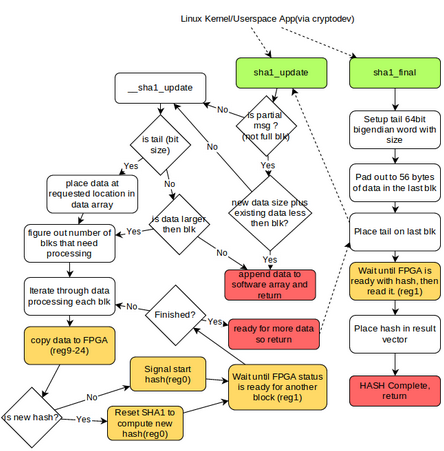 Linux Kernel/Userspace App(via cryptodev)
__sha1_update
sha1_update
sha1_final
No
is partial
msg ?
(not full blk)
Setup tail 64bit
bigendian word with
size
is tail (bit
size)
No
Yes
Yes
No
place data at
requested location in
data array
Pad out to 56 bytes
of data in the last blk
new data size plus
existing data less
then blk?
is data larger
then blk
Place tail on last blk
figure out number of
blks that need
processing
Yes
No
Yes
append data to
software array and
return
Wait until FPGA is
ready with hash, then
read it. (reg1)
Iterate through data
processing each blk
No
Finished?
Yes
ready for more data
so return
Place hash in result
vector
copy data to FPGA
(reg9-24)
Signal start
hash(reg0)
Wait until FPGA status
is ready for another
block (reg1)
HASH Complete,
return
No
is new hash?
Yes
Reset SHA1 to
compute new
hash(reg0)